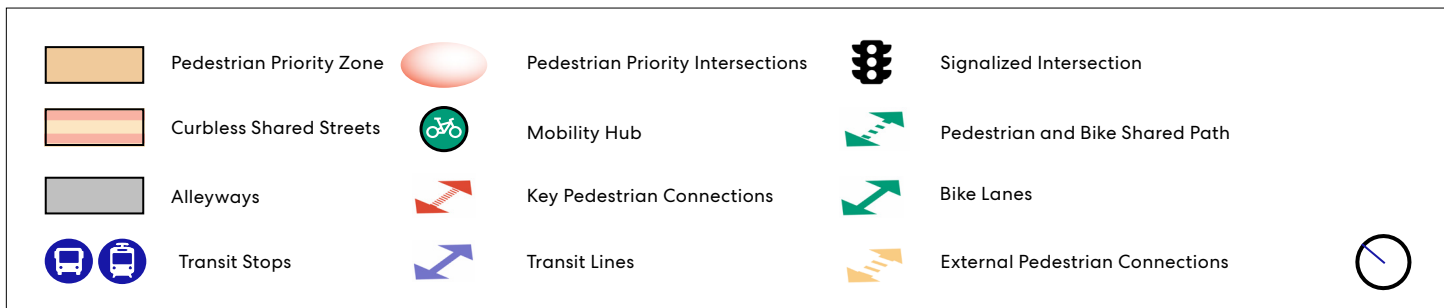 Pedestrian Priority Zone
Pedestrian Priority Intersections
Signalized Intersection
Curbless Shared Streets
Mobility Hub
Pedestrian and Bike Shared Path
Alleyways
Key Pedestrian Connections
Bike Lanes
Transit Stops
Transit Lines
External Pedestrian Connections